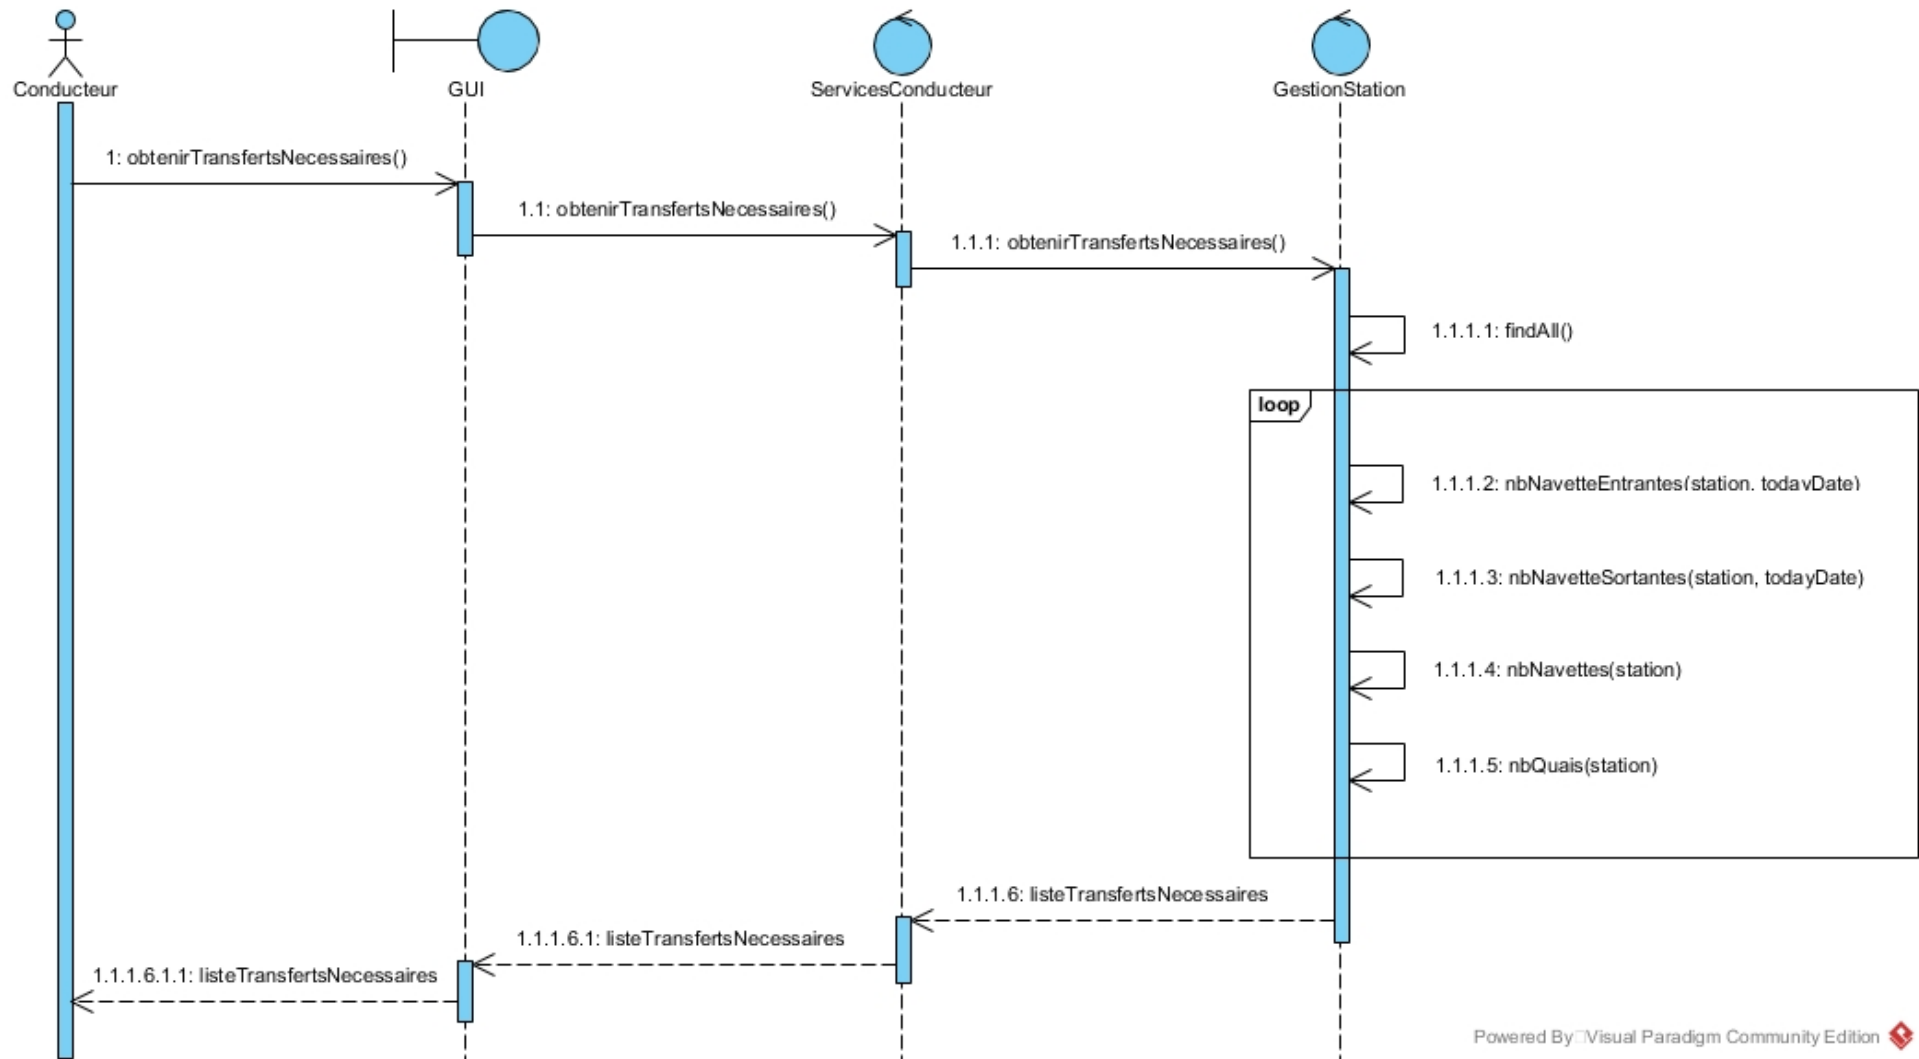 Conducteur
GUI
ServicesConducteur
GestionStation
1: obtenirTransfertsNecessaires()
1.1: obtenirTransfertsNecessaires()
1.1.1: obtenirTransfertsNecessaires()
1.1.1.1: findAll()
loop
1.1.1.2: nbNavetteEntrantes(station, todayDate)
1.1.1.3: nbNavetteSortantes(station, todayDate)
1.1.1.4: nbNavettes(station)
1.1.1.5: nbQuais(station)
1.1.1.6: listeTransfertsNecessaires
1.1.1.6.1: listeTransfertsNecessaires
1.1.1.6.1.1: listeTransfertsNecessaires
Powered By Visual Paradigm Community Edition